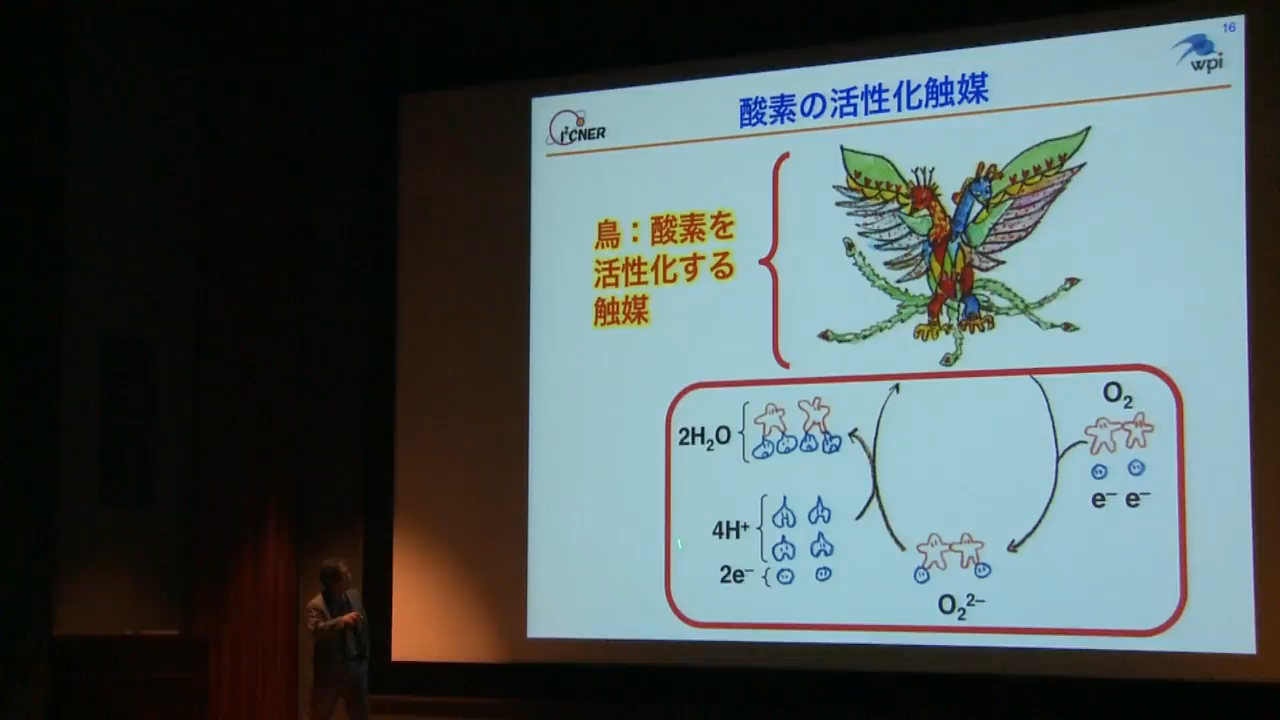 16
wpi
I²CNER
酸素の活性化触媒
鳥：酸素を
活性化する
触媒
2H₂O
O₂
e⁻ e⁻
4H⁺
2e⁻
O₂²⁻